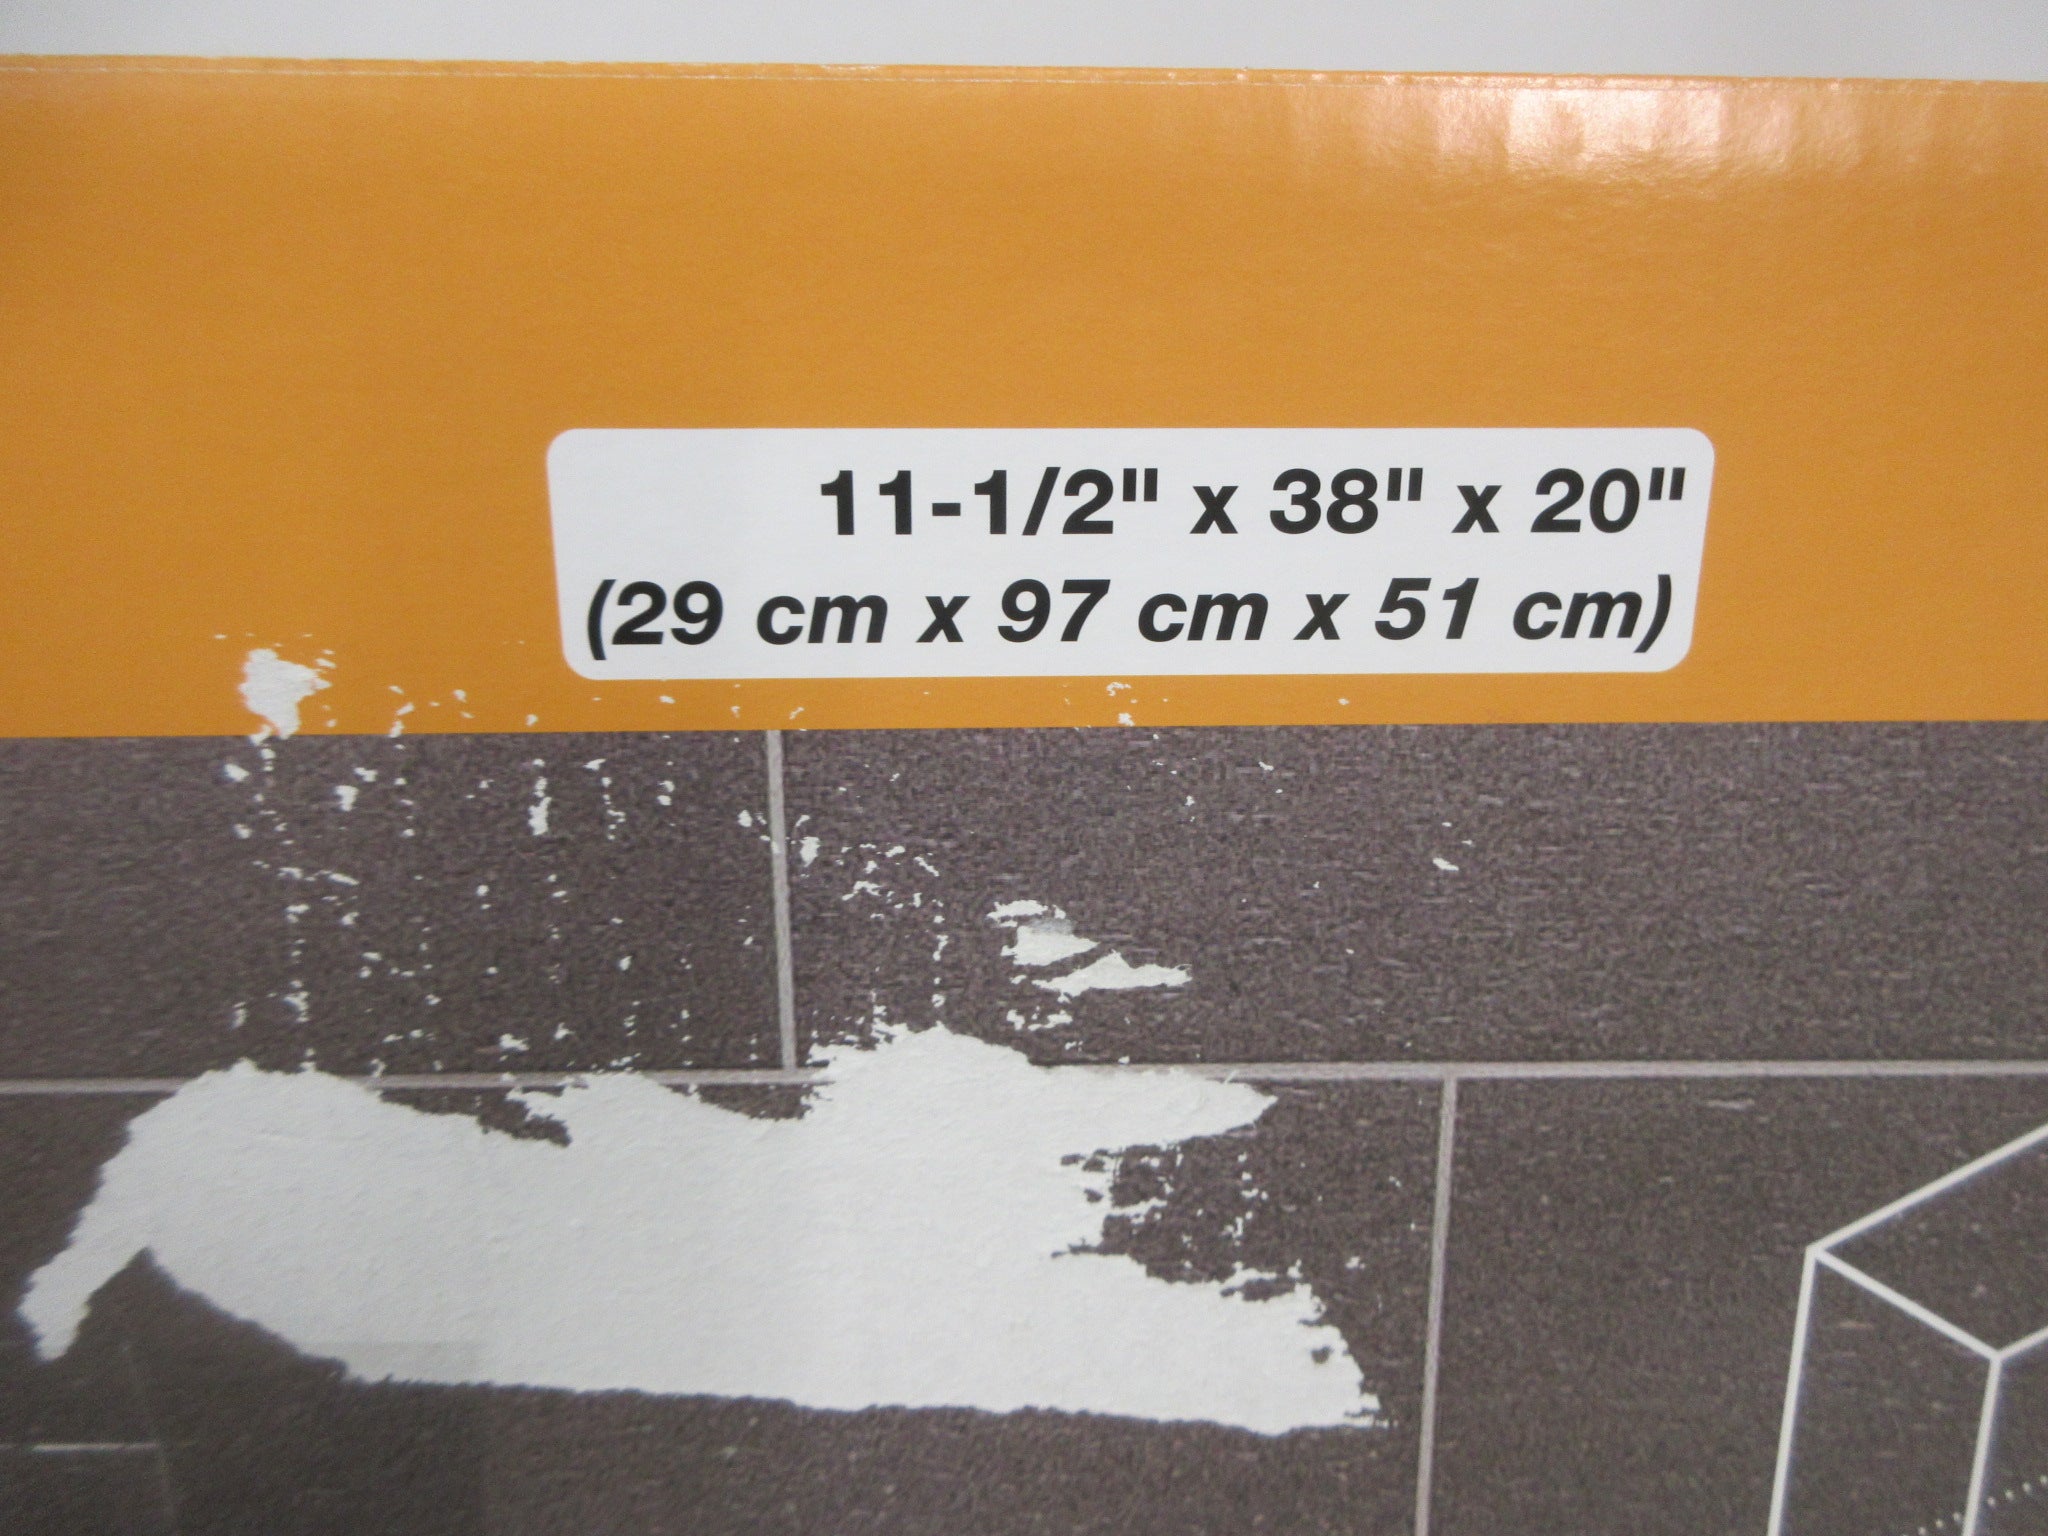 11-1/2" x 38" x 20"
(29 cm x 97 cm x 51 cm)